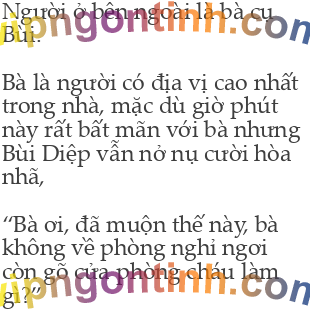 Người ở bên ngoài là bà cụ
Bùi.
Bà là người có địa vị cao nhất
trong nhà, mặc dù giờ phút
này rất bất mãn với bà nhưng
Bùi Diệp vẫn nở nụ cười hòa
nhã,
“Bà ơi, đã muộn thế này, bà
không về phòng nghỉ ngơi
còn gõ cửa phòng cháu làm
gì?”
vipngontinh.com
vipngontinh.com